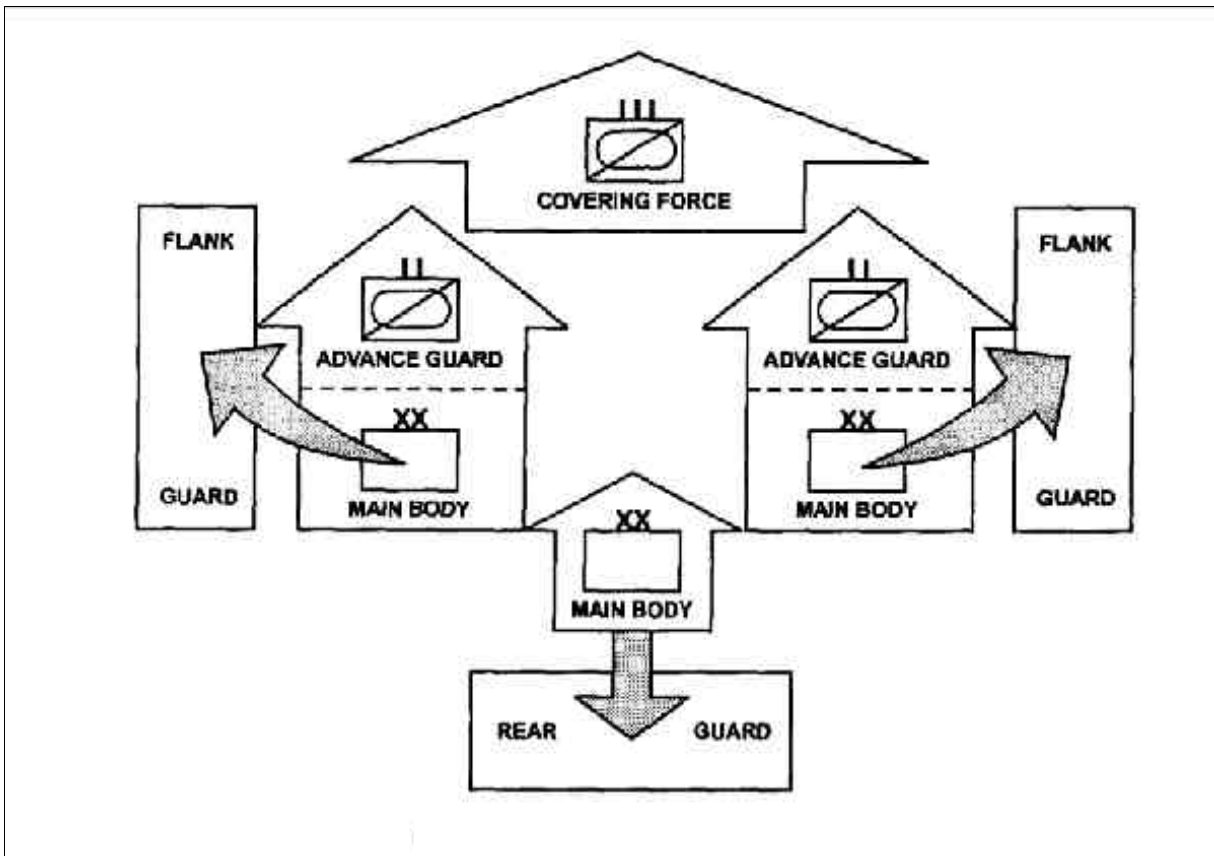 III
COVERING FORCE
FLANK
FLANK
II
II
ADVANCE GUARD
ADVANCE GUARD
XX
XX
GUARD
MAIN BODY
MAIN BODY
GUARD
XX
MAIN BODY
REAR GUARD